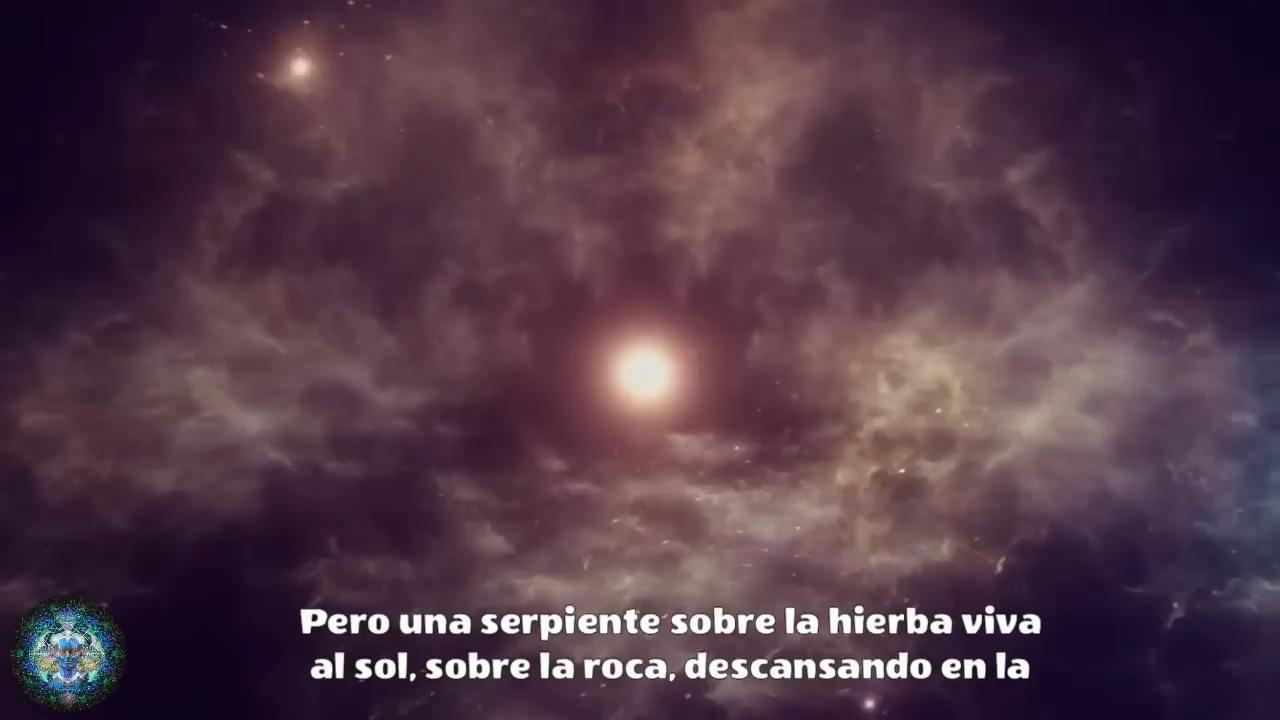 Pero una serpiente sobre la hierba viva
al sol, sobre la roca, descansando en la